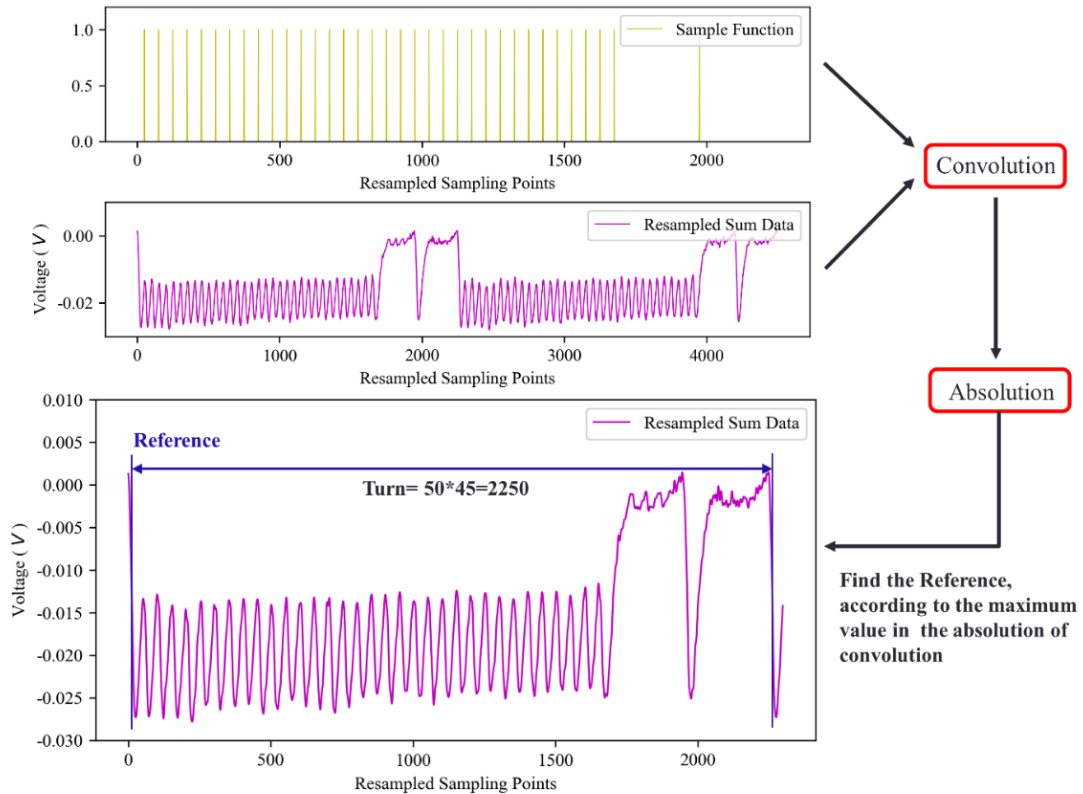 1.0
0.5
0.0
Sample Function
0
500
1000
1500
2000
Resampled Sampling Points
Voltage ( V )
0.00
-0.02
Resampled Sum Data
0
1000
2000
3000
4000
Resampled Sampling Points
Convolution
Absolution
Voltage ( V )
0.010
0.005
0.000
-0.005
-0.010
-0.015
-0.020
-0.025
-0.030
Resampled Sum Data
Reference
Turn= 50*45=2250
0
500
1000
1500
2000
Resampled Sampling Points
Find the Reference,
according to the maximum
value in the absolution of
convolution